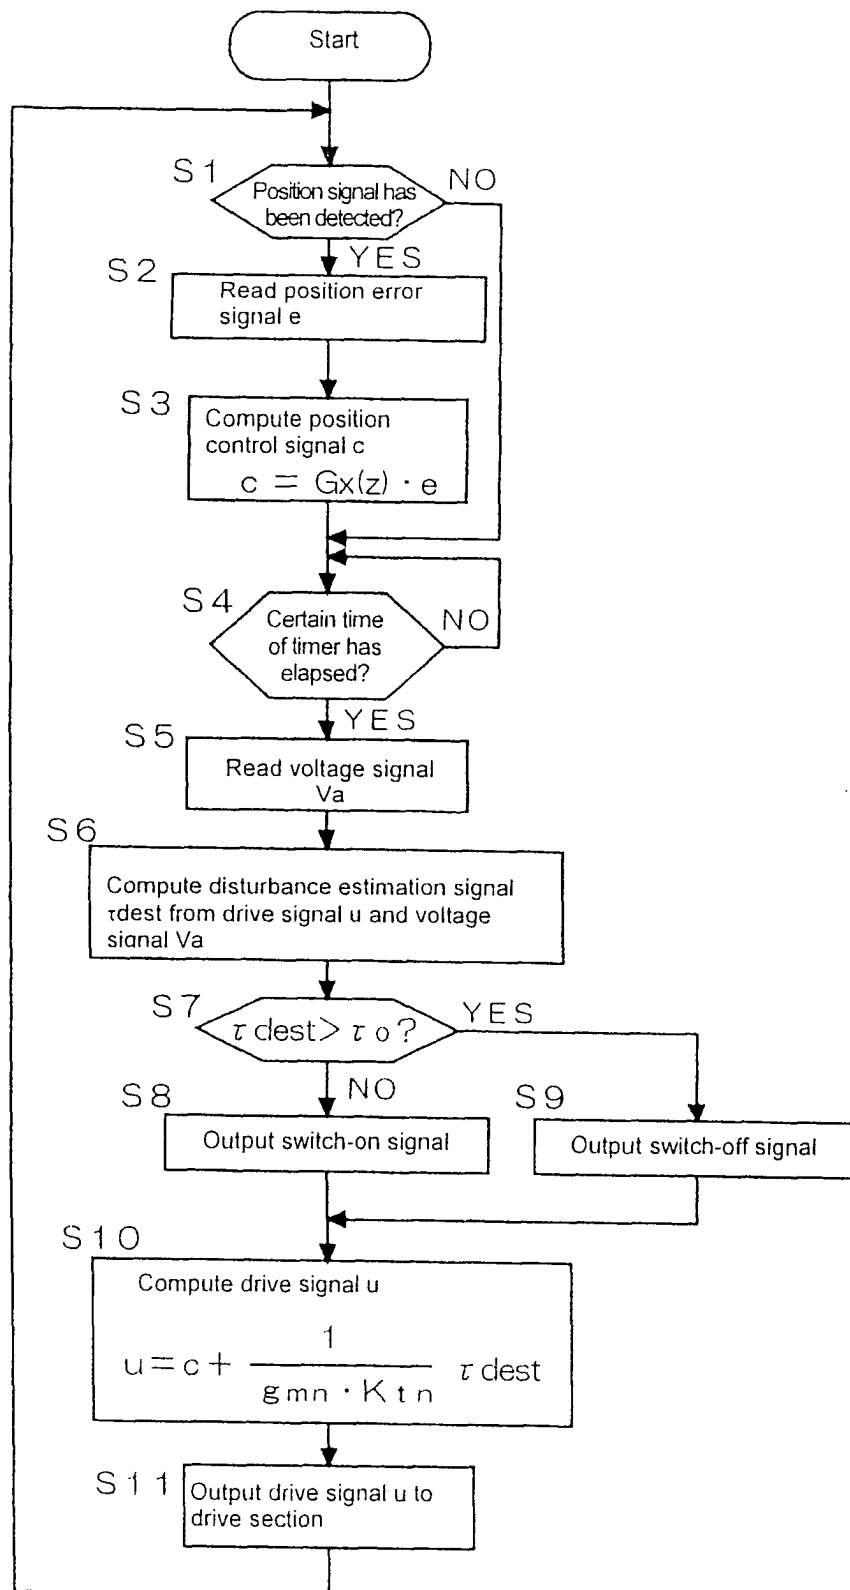 Start
S1
Position signal has
been detected?
NO
YES
S2
Read position error
signal e
S3
Compute position
control signal c
c = Gx(z) · e
S4
Certain time
of timer has
elapsed?
NO
YES
S5
Read voltage signal
Va
S6
Compute disturbance estimation signal
τdest from drive signal u and voltage
signal Va
S7
τ dest > τ o ?
YES
NO
S8
Output switch-on signal
S9
Output switch-off signal
S10
Compute drive signal u
u = c + 1 / gmn · Ktn τ dest
S11
Output drive signal u to
drive section